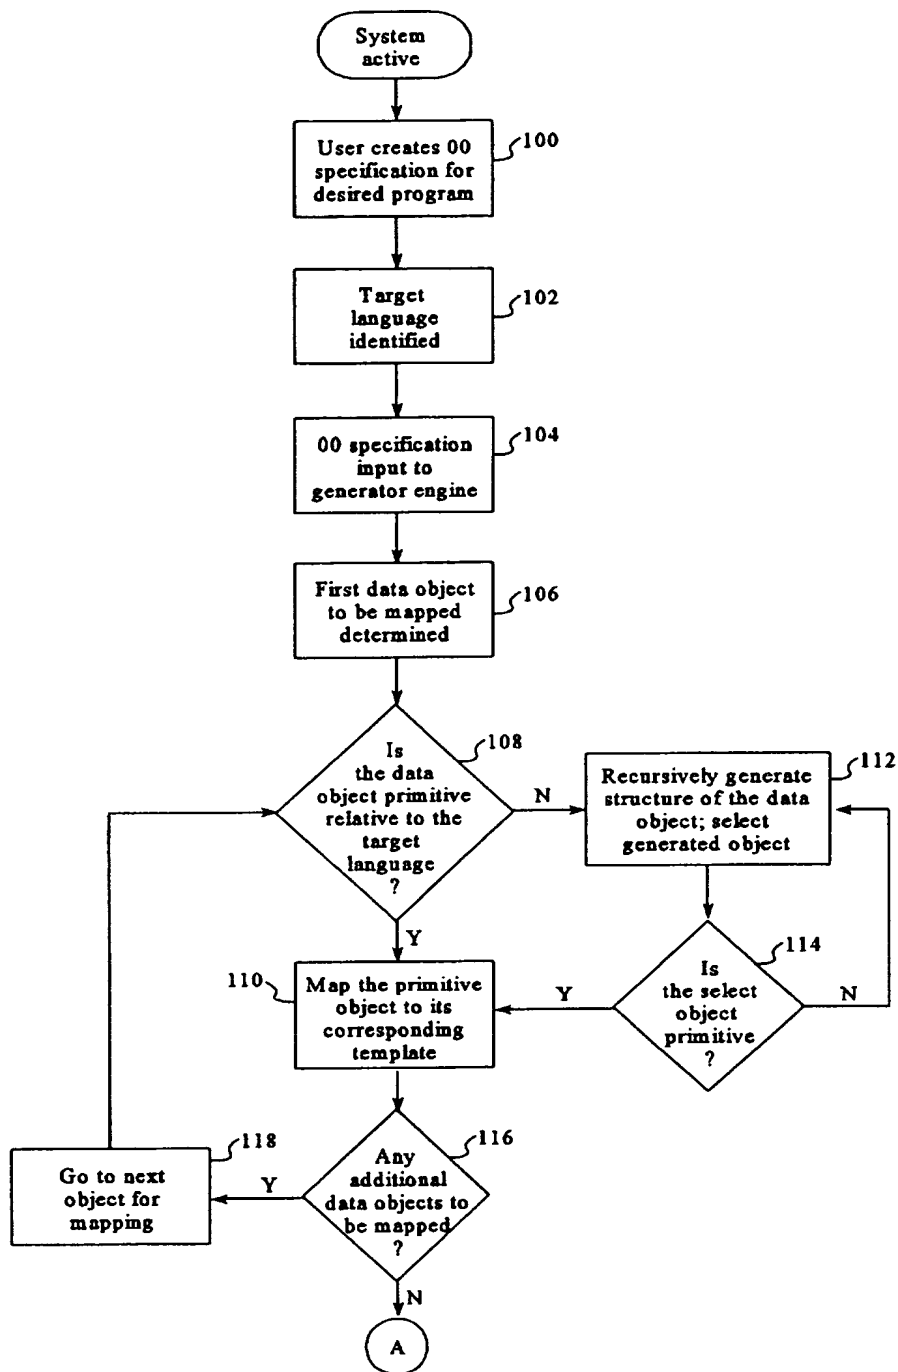 System
active
User creates 00
specification for
desired program
100
Target
language
identified
102
00 specification
input to
generator engine
104
First data object
to be mapped
determined
106
Is
the data
object primitive
relative to the
target
language
?
108
N
Y
Recursively generate
structure of the data
object; select
generated object
112
Is
the select
object
primitive
?
114
Y
N
110
Map the primitive
object to its
corresponding
template
Any
additional
data objects to
be mapped
?
116
Y
N
Go to next
object for
mapping
118
A